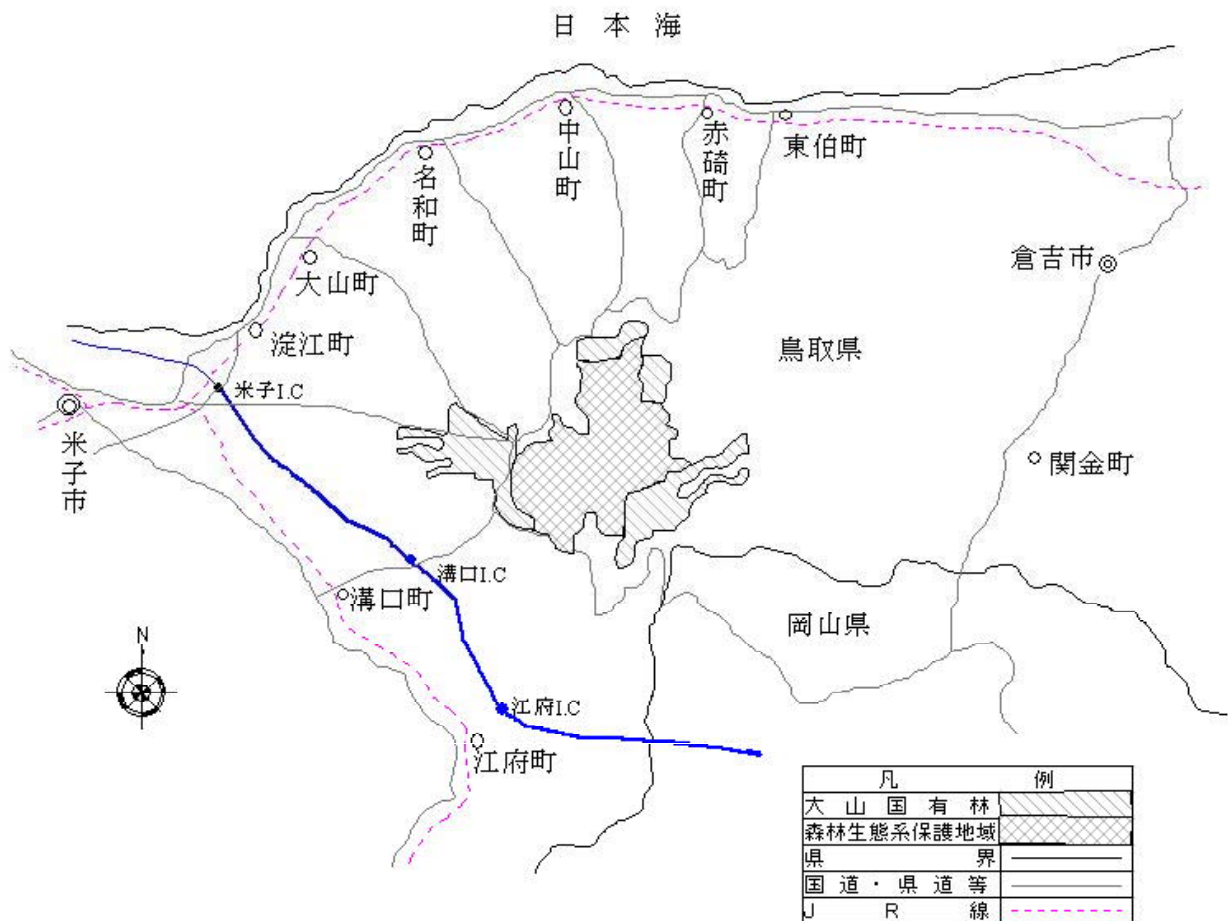 日本海
中山町
赤碕町
東伯町
名和町
倉吉市
大山町
淀江町
鳥取県
米子I.C
米子市
関金町
溝口I.C
溝口町
岡山県
N
江府I.C
江府町
凡例
大山国有林
森林生態系保護地域
県界
国道・県道等
JR線